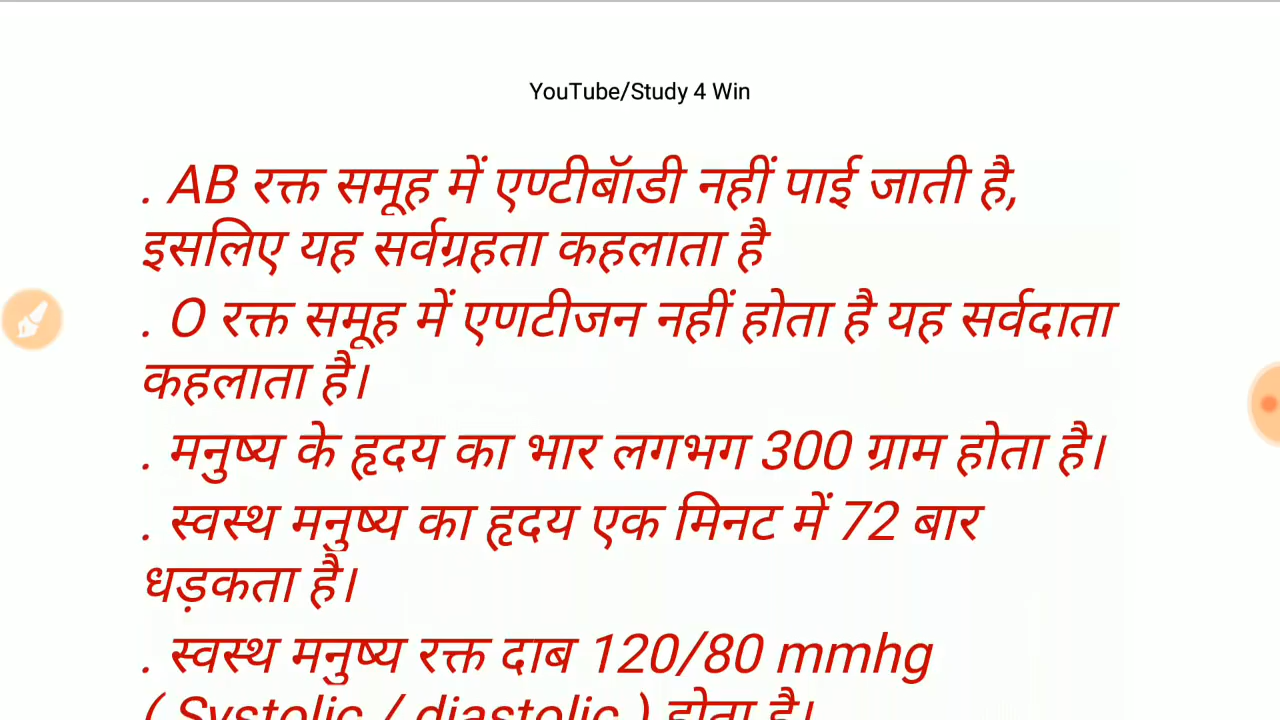 YouTube/Study 4 Win
. AB रक्त समूह में एण्टीबॉडी नहीं पाई जाती है,
इसलिए यह सर्वग्रहता कहलाता है
. O रक्त समूह में एणटीजन नहीं होता है यह सर्वदाता
कहलाता है।
. मनुष्य के हृदय का भार लगभग 300 ग्राम होता है।
. स्वस्थ मनुष्य का हृदय एक मिनट में 72 बार
धड़कता है।
. स्वस्थ मनुष्य रक्त दाब 120/80 mmhg
( Systolic / diastolic ) होता है।